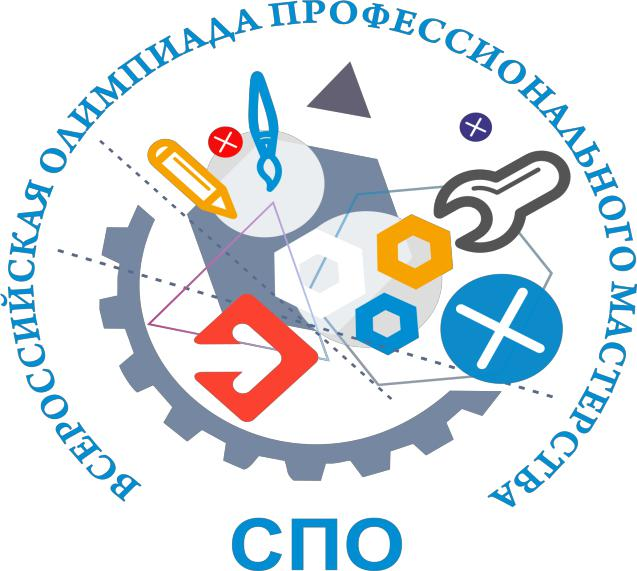 ВСЕРОССИЙСКАЯ ОЛИМПИАДА ПРОФЕССИОНАЛЬНОГО МАСТЕРСТВА
СПО